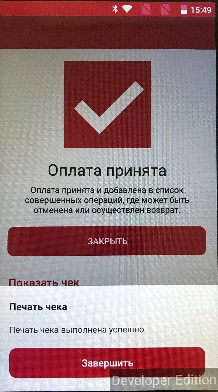 15:49
Оплата принята
Оплата принята и добавлена в список
совершенных операций, где может быть
отменена или осуществлен возврат.
ЗАКРЫТЬ
Показать чек
Печать чека
Печать чека выполнена успешно
Завершить
Developer Edition